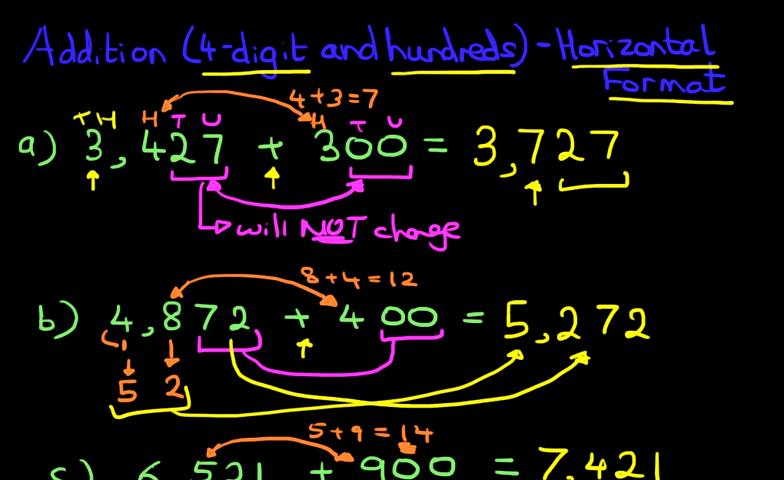 Addition (4-digit and hundreds) - Horizontal
Format
4+3=7
TH H T U H T U
a) 3,427 + 300 = 3,727
will NOT change
8+4=12
b) 4,872 + 400 = 5,272
1
5 2
5+9=14
c) 6,521 + 900 = 7,421